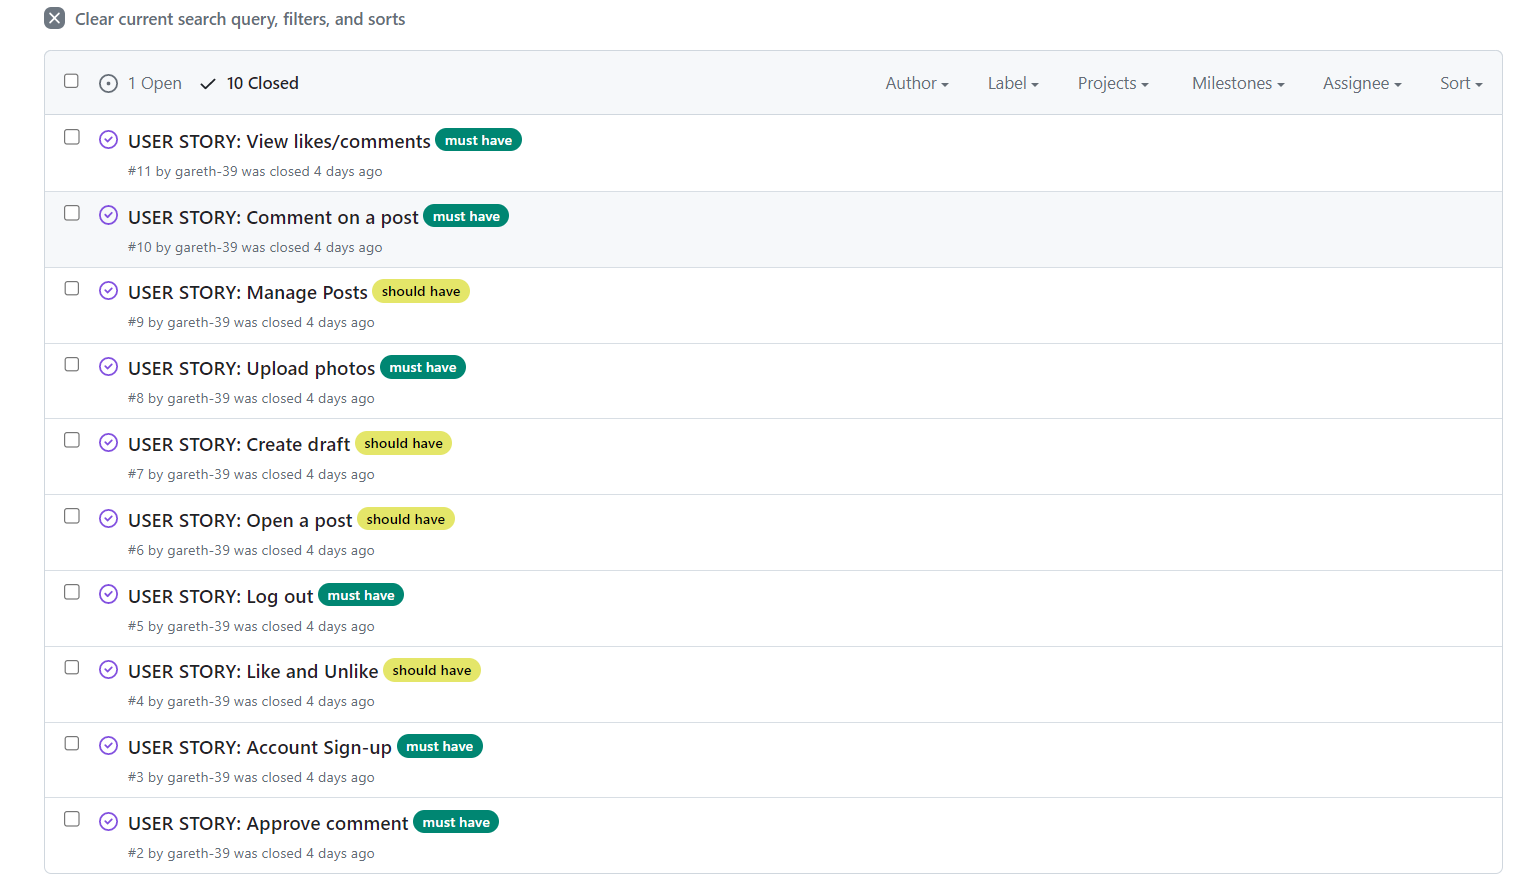 Clear current search query, filters, and sorts
1 Open 10 Closed Author Label Projects Milestones Assignee Sort
USER STORY: View likes/comments must have
#11 by gareth-39 was closed 4 days ago
USER STORY: Comment on a post must have
#10 by gareth-39 was closed 4 days ago
USER STORY: Manage Posts should have
#9 by gareth-39 was closed 4 days ago
USER STORY: Upload photos must have
#8 by gareth-39 was closed 4 days ago
USER STORY: Create draft should have
#7 by gareth-39 was closed 4 days ago
USER STORY: Open a post should have
#6 by gareth-39 was closed 4 days ago
USER STORY: Log out must have
#5 by gareth-39 was closed 4 days ago
USER STORY: Like and Unlike should have
#4 by gareth-39 was closed 4 days ago
USER STORY: Account Sign-up must have
#3 by gareth-39 was closed 4 days ago
USER STORY: Approve comment must have
#2 by gareth-39 was closed 4 days ago